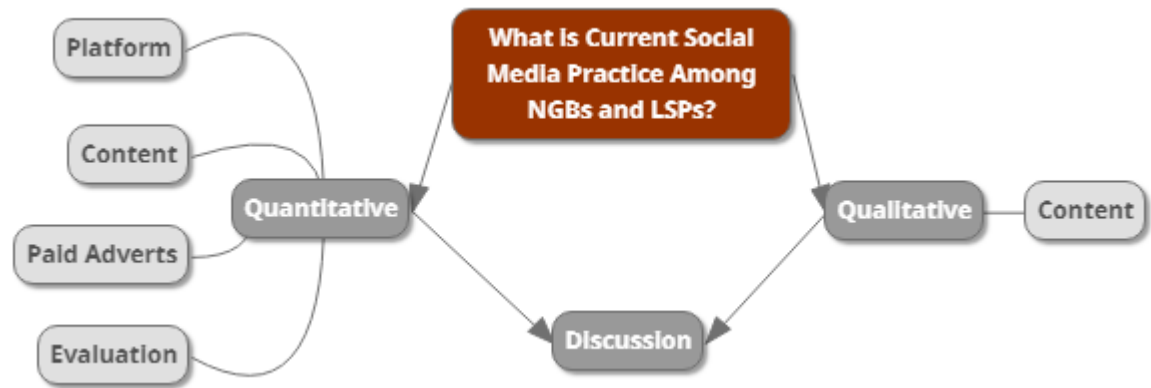 Platform
What is Current Social
Media Practice Among
NGBs and LSPs?
Content
Quantitative
Qualitative
Content
Paid Adverts
Discussion
Evaluation